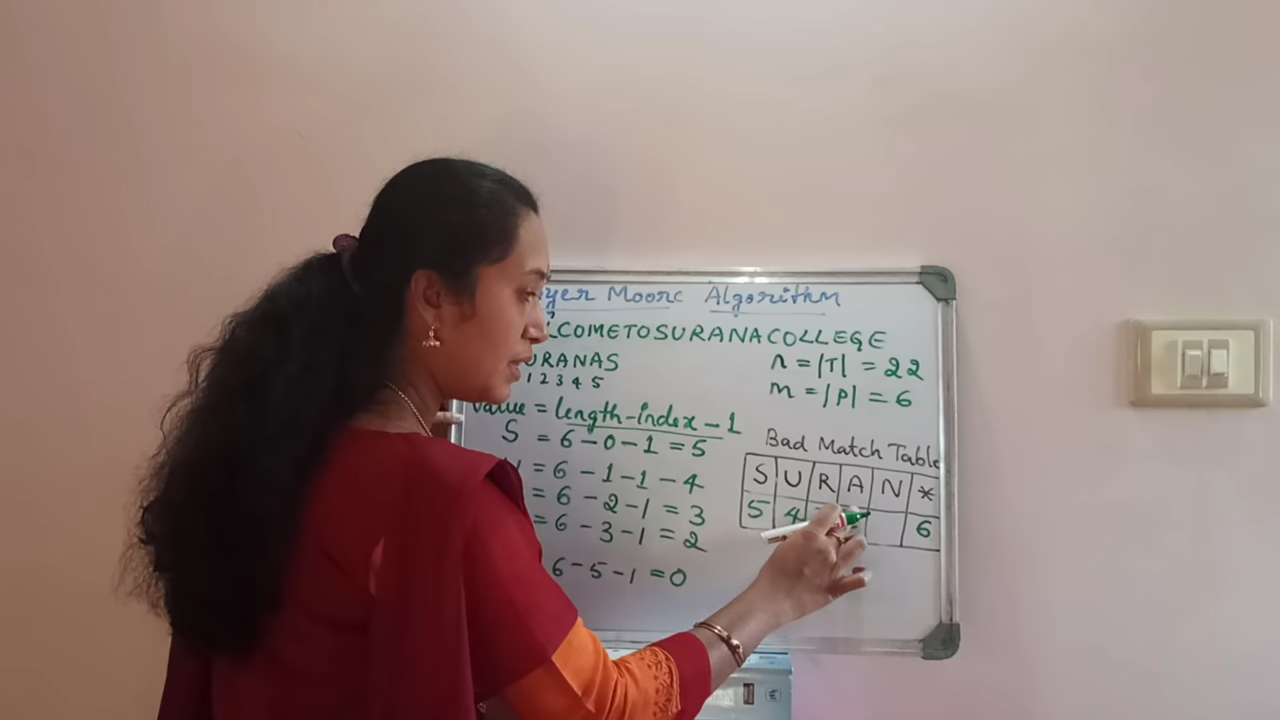 yer Moore Algorithm
LCOMETOSURANACOLLEGE
URANAS
1 2 3 4 5
n = |T| = 22
m = |P| = 6
Value = length-index-1
S = 6-0-1 = 5
= 6-1-1-4
= 6-2-1 = 3
= 6-3-1 = 2
6-5-1 = 0
Bad Match Table
S U R A N *
5 4 6